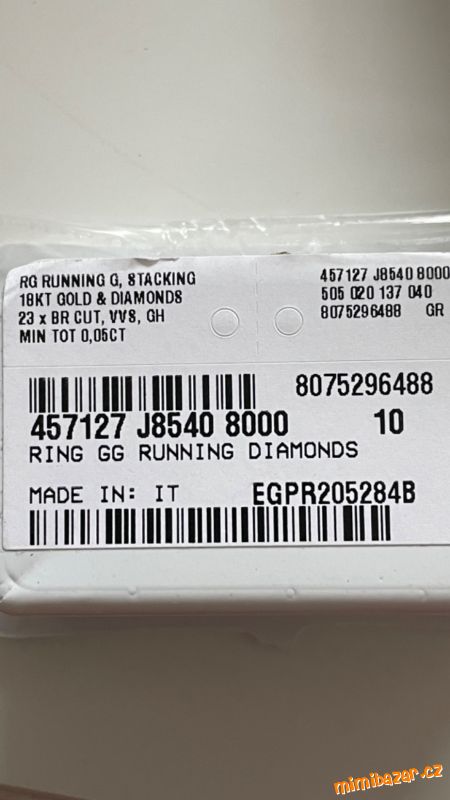 RG RUNNING G, STACKING
18KT GOLD & DIAMONDS
23 x BR CUT, VVS, GH
MIN TOT 0,05CT
457127 J8540 8000
505 020 137 040
8075296488 GR
8075296488
457127 J8540 8000 10
RING GG RUNNING DIAMONDS
MADE IN: IT EGPR205284B
mimibazar.cz